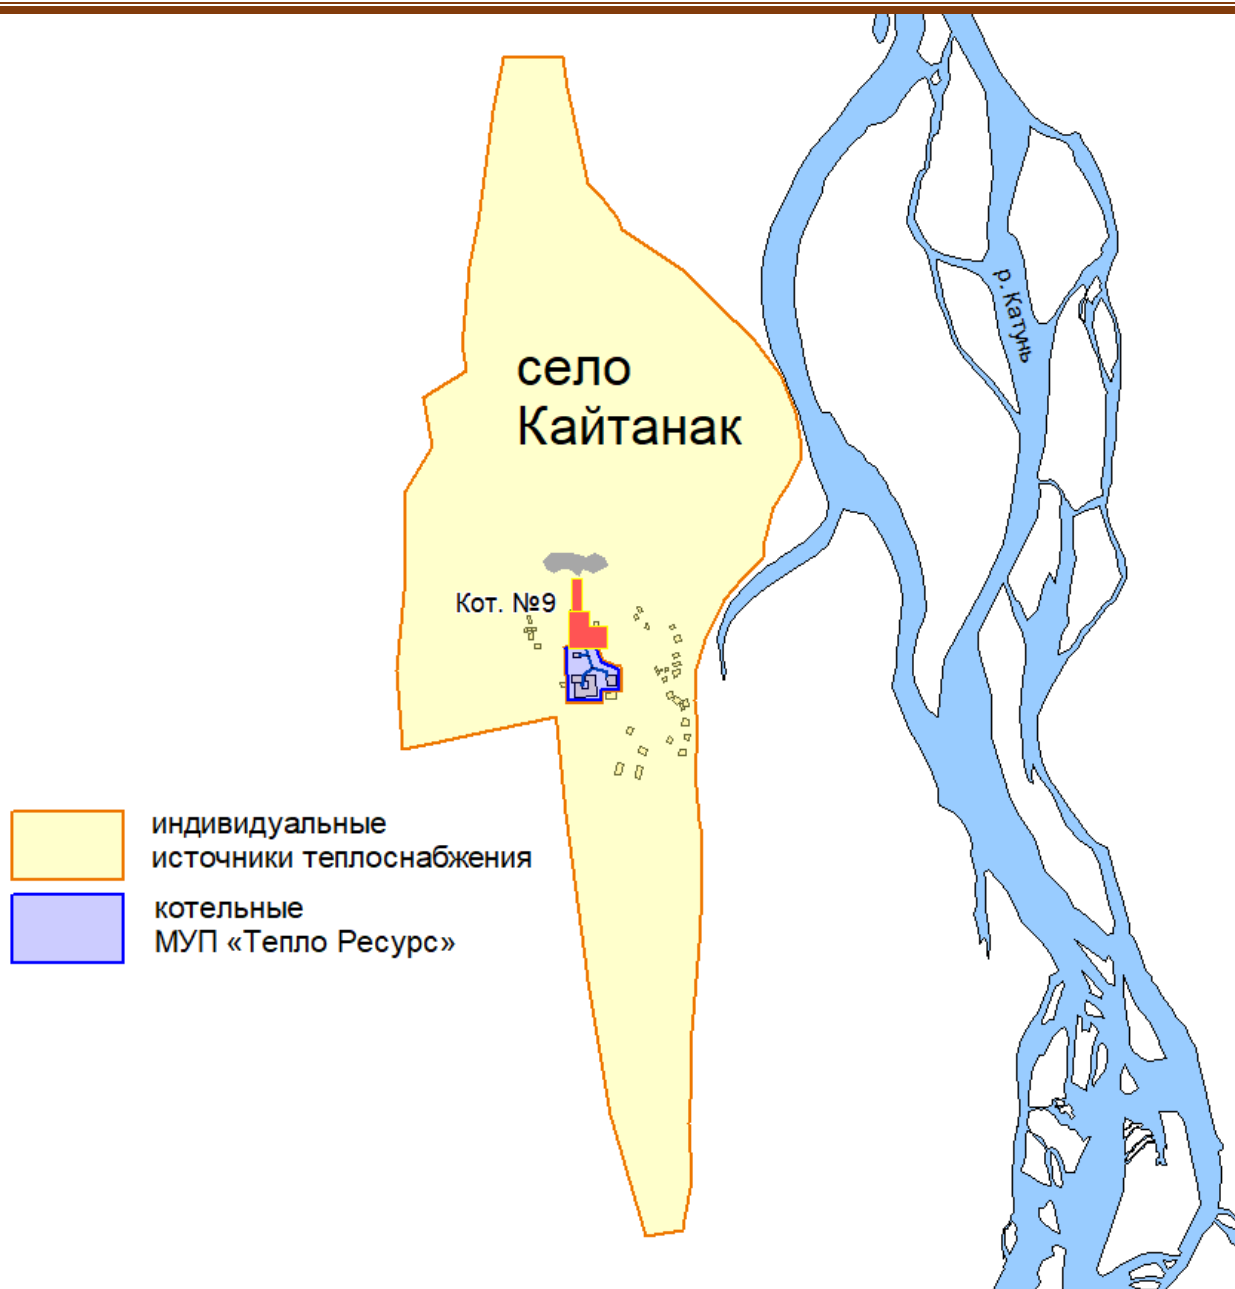 р. Катунь
село
Кайтанак
Кот. №9
индивидуальные
источники теплоснабжения
котельные
МУП «Тепло Ресурс»